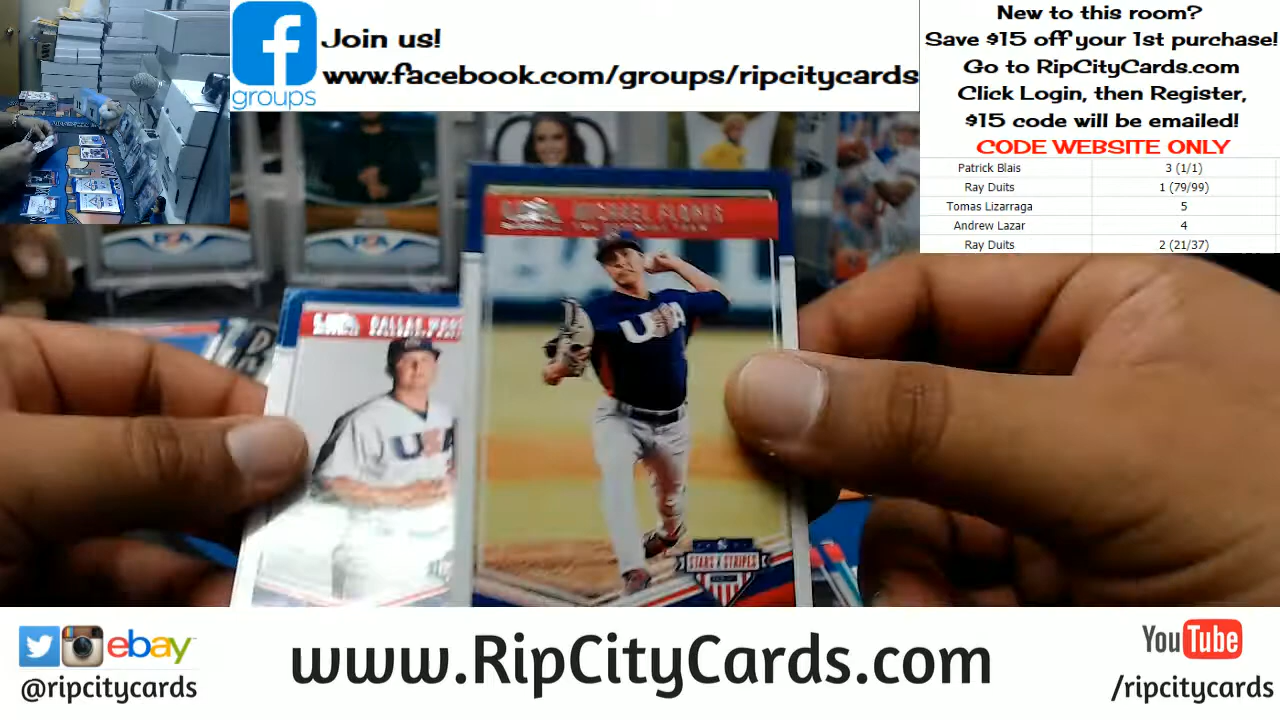 groups
Join us!
www.facebook.com/groups/ripcitycards
New to this room?
Save $15 off your 1st purchase!
Go to RipCityCards.com
Click Login, then Register,
$15 code will be emailed!
CODE WEBSITE ONLY
Patrick Blais 3 (1/1)
Ray Duits 1 (79/99)
Tomas Lizarraga 5
Andrew Lazar 4
Ray Duits 2 (21/37)
PSA
PSA
MICHAEL FLORES
DALLAS
USA
USA
STARS & STRIPES
ebay
@ripcitycards
www.RipCityCards.com
YouTube
/ripcitycards